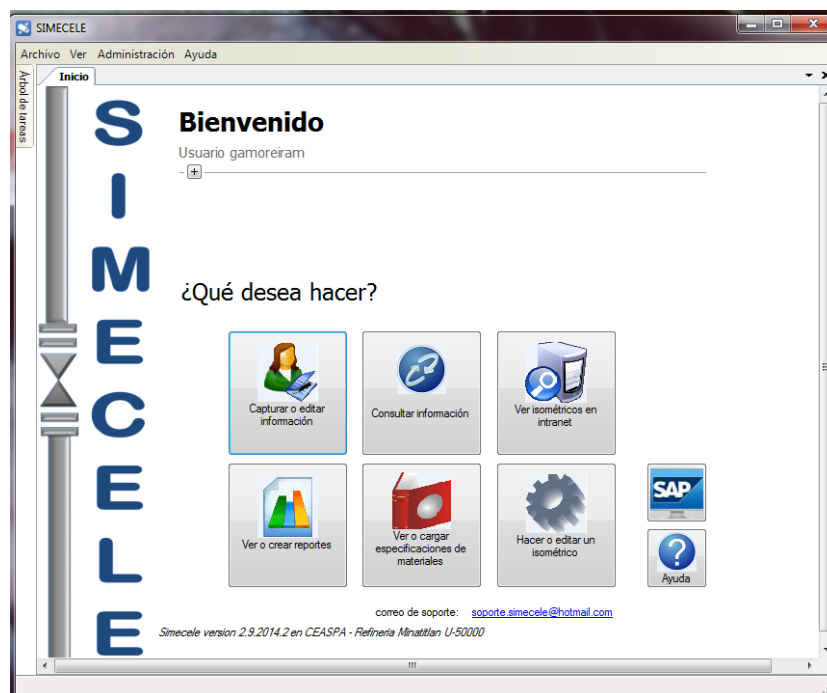 SIMECELE
Archivo Ver Administración Ayuda
Árbol de tareas
Inicio
SIMECELE
Bienvenido
Usuario gamoreiram
¿Qué desea hacer?
Capturar o editar
información
Consultar información
Ver isométricos en
intranet
Ver o crear reportes
Ver o cargar
especificaciones de
materiales
Hacer o editar un
isométrico
SAP
Ayuda
correo de soporte: soporte.simecele@hotmail.com
Simecele version 2.9.2014.2 en CEASPA - Refineria Minatitlan U-50000